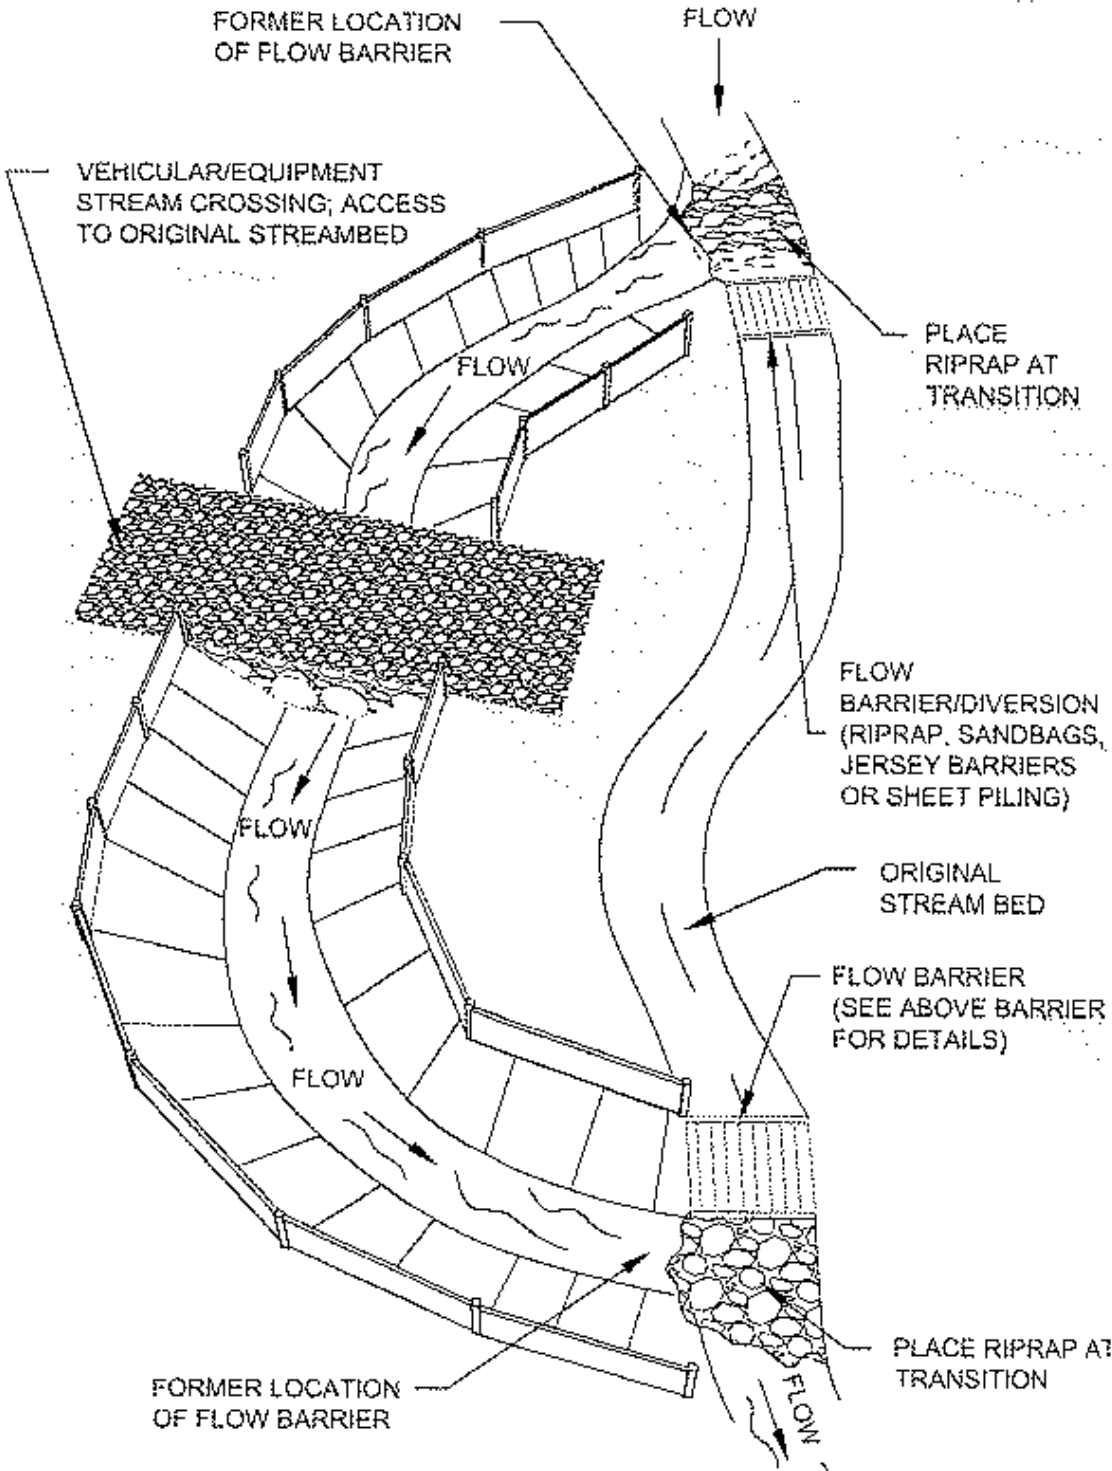 FORMER LOCATION
OF FLOW BARRIER
FLOW
VEHICULAR/EQUIPMENT
STREAM CROSSING; ACCESS
TO ORIGINAL STREAMBED
PLACE
RIPRAP AT
TRANSITION
FLOW
FLOW
BARRIER/DIVERSION
(RIPRAP, SANDBAGS,
JERSEY BARRIERS
OR SHEET PILING)
FLOW
ORIGINAL
STREAM BED
FLOW BARRIER
(SEE ABOVE BARRIER
FOR DETAILS)
FLOW
PLACE RIPRAP AT
TRANSITION
FORMER LOCATION
OF FLOW BARRIER
FLOW